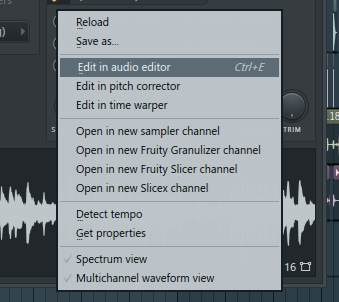 Reload
Save as...
Edit in audio editor Ctrl+E
Edit in pitch corrector
Edit in time warper
Open in new sampler channel
Open in new Fruity Granulizer channel
Open in new Fruity Slicer channel
Open in new Slicex channel
Detect tempo
Get properties
Spectrum view
Multichannel waveform view
TRIM
16